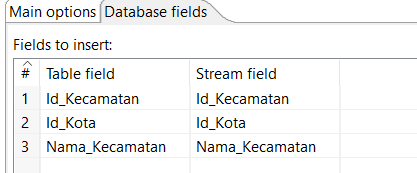 Main options Database fields
Fields to insert:
# Table field Stream field
1 Id_Kecamatan Id_Kecamatan
2 Id_Kota Id_Kota
3 Nama_Kecamatan Nama_Kecamatan